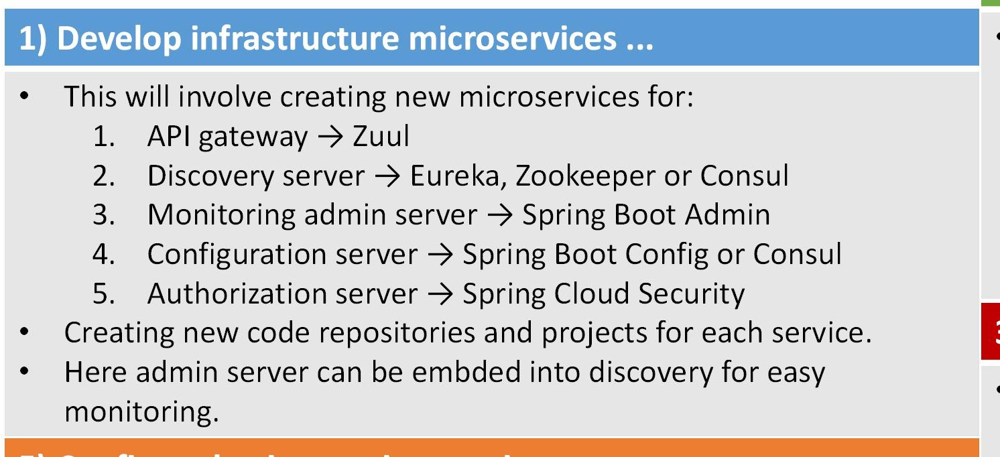 1) Develop infrastructure microservices ...
• This will involve creating new microservices for:
1. API gateway → Zuul
2. Discovery server → Eureka, Zookeeper or Consul
3. Monitoring admin server → Spring Boot Admin
4. Configuration server → Spring Boot Config or Consul
5. Authorization server → Spring Cloud Security
• Creating new code repositories and projects for each service.
• Here admin server can be embded into discovery for easy
monitoring.